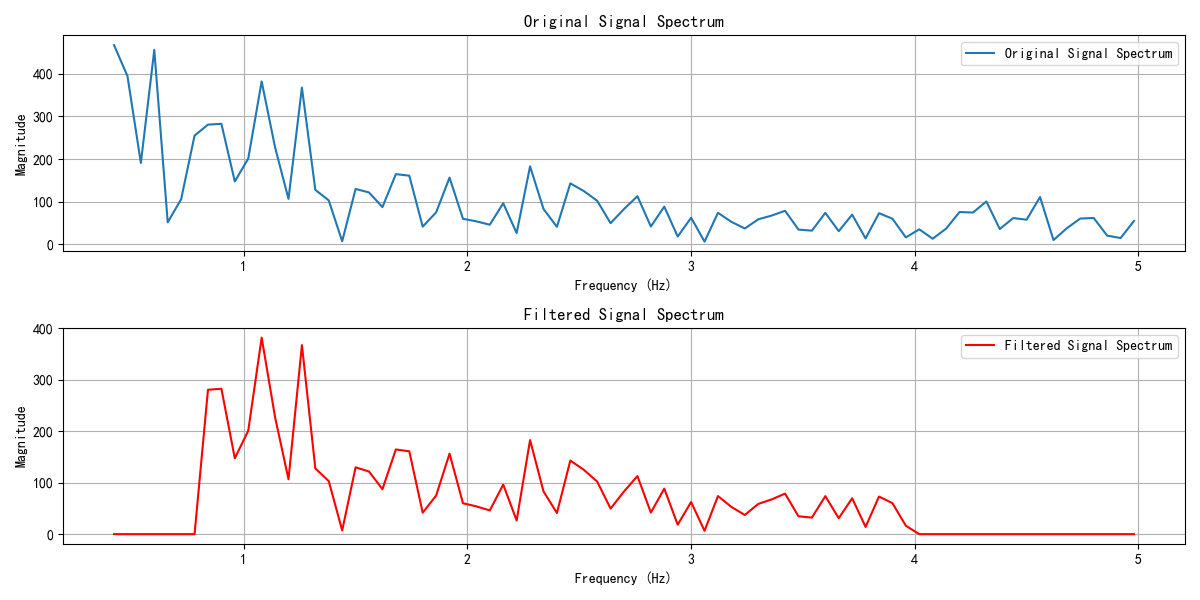 Original Signal Spectrum
Original Signal Spectrum
400
300
200
100
0
Magnitude
1
2
3
4
5
Frequency (Hz)
Filtered Signal Spectrum
Filtered Signal Spectrum
400
300
200
100
0
Magnitude
1
2
3
4
5
Frequency (Hz)